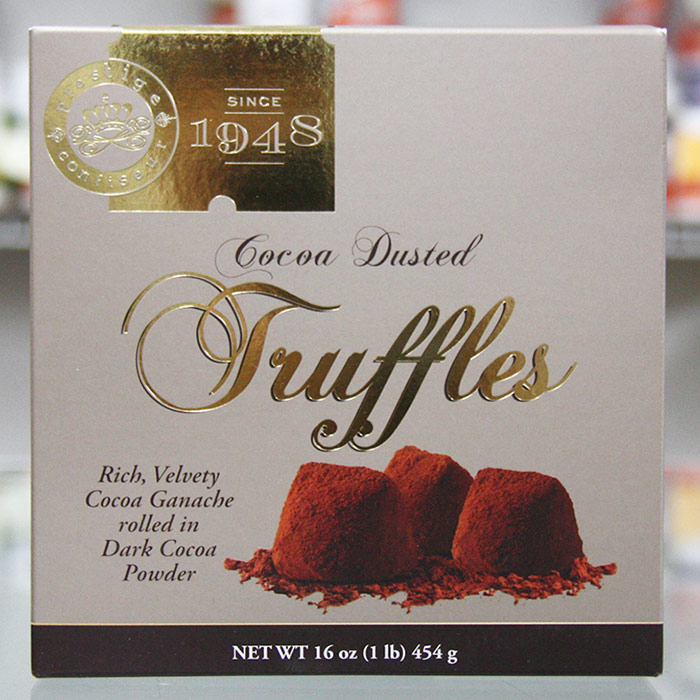 prestige
confiseur
SINCE
1948
Cocoa Dusted
Truffles
Rich, Velvety
Cocoa Ganache
rolled in
Dark Cocoa
Powder
NET WT 16 oz (1 lb) 454 g